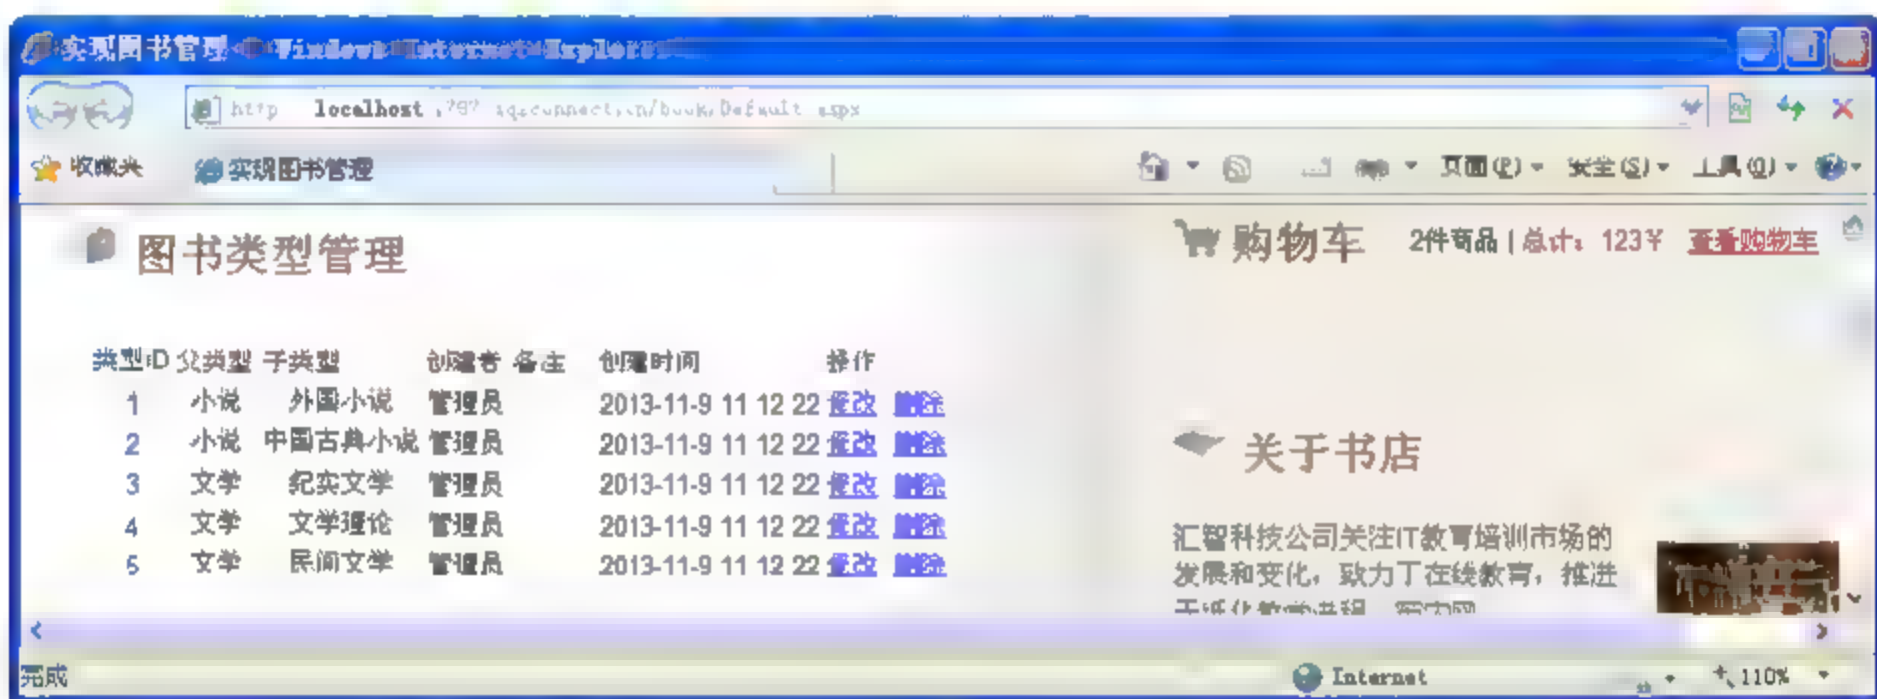 实现图书管理 - Windows Internet Explorer
localhost
/book/Default.aspx
收藏夹 实现图书管理 页面(P) 安全(S) 工具(O)
图书类型管理
购物车 2件商品 | 总计: 123¥ 查看购物车
类型ID 父类型 子类型 创建者 备注 创建时间 操作
1 小说 外国小说 管理员 2013-11-9 11 12 22 修改 删除
2 小说 中国古典小说 管理员 2013-11-9 11 12 22 修改 删除
3 文学 纪实文学 管理员 2013-11-9 11 12 22 修改 删除
4 文学 文学理论 管理员 2013-11-9 11 12 22 修改 删除
5 文学 民间文学 管理员 2013-11-9 11 12 22 修改 删除
关于书店
汇智科技公司关注IT教育培训市场的
发展和变化，致力于在线教育，推进
完成 Internet 110%